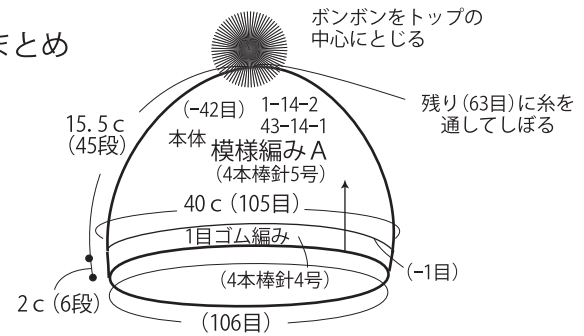 まとめ
ボンボンをトップの
中心にとじる
残り(63目)に糸を
通してしぼる
(-42目) 1-14-2
43-14-1
15.5c
(45段)
本体 模様編みA
(4本棒針5号)
40c(105目)
1目ゴム編み
(4本棒針4号)
(-1目)
2c(6段)
(106目)